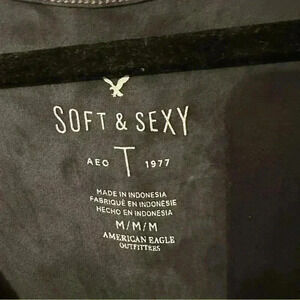 SOFT & SEXY
AEO T 1977
MADE IN INDONESIA
FABRIQUÉ EN INDONÉSIE
HECHO EN INDONESIA
M/M/M
AMERICAN EAGLE
OUTFITTERS